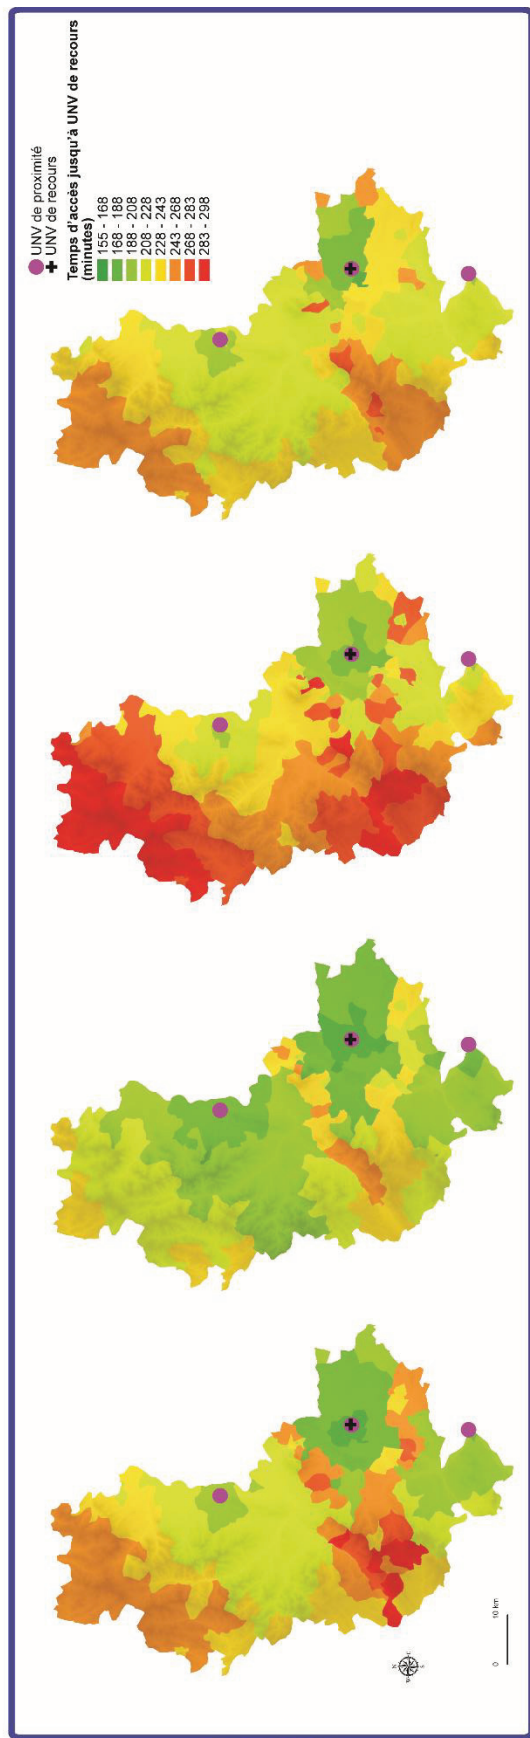 UNV de proximité
UNV de recours
Temps d'accès jusqu'à UNV de recours
(minutes)
155 - 168
168 - 188
188 - 208
208 - 228
228 - 243
243 - 268
268 - 283
283 - 298
N
S
0
10 km